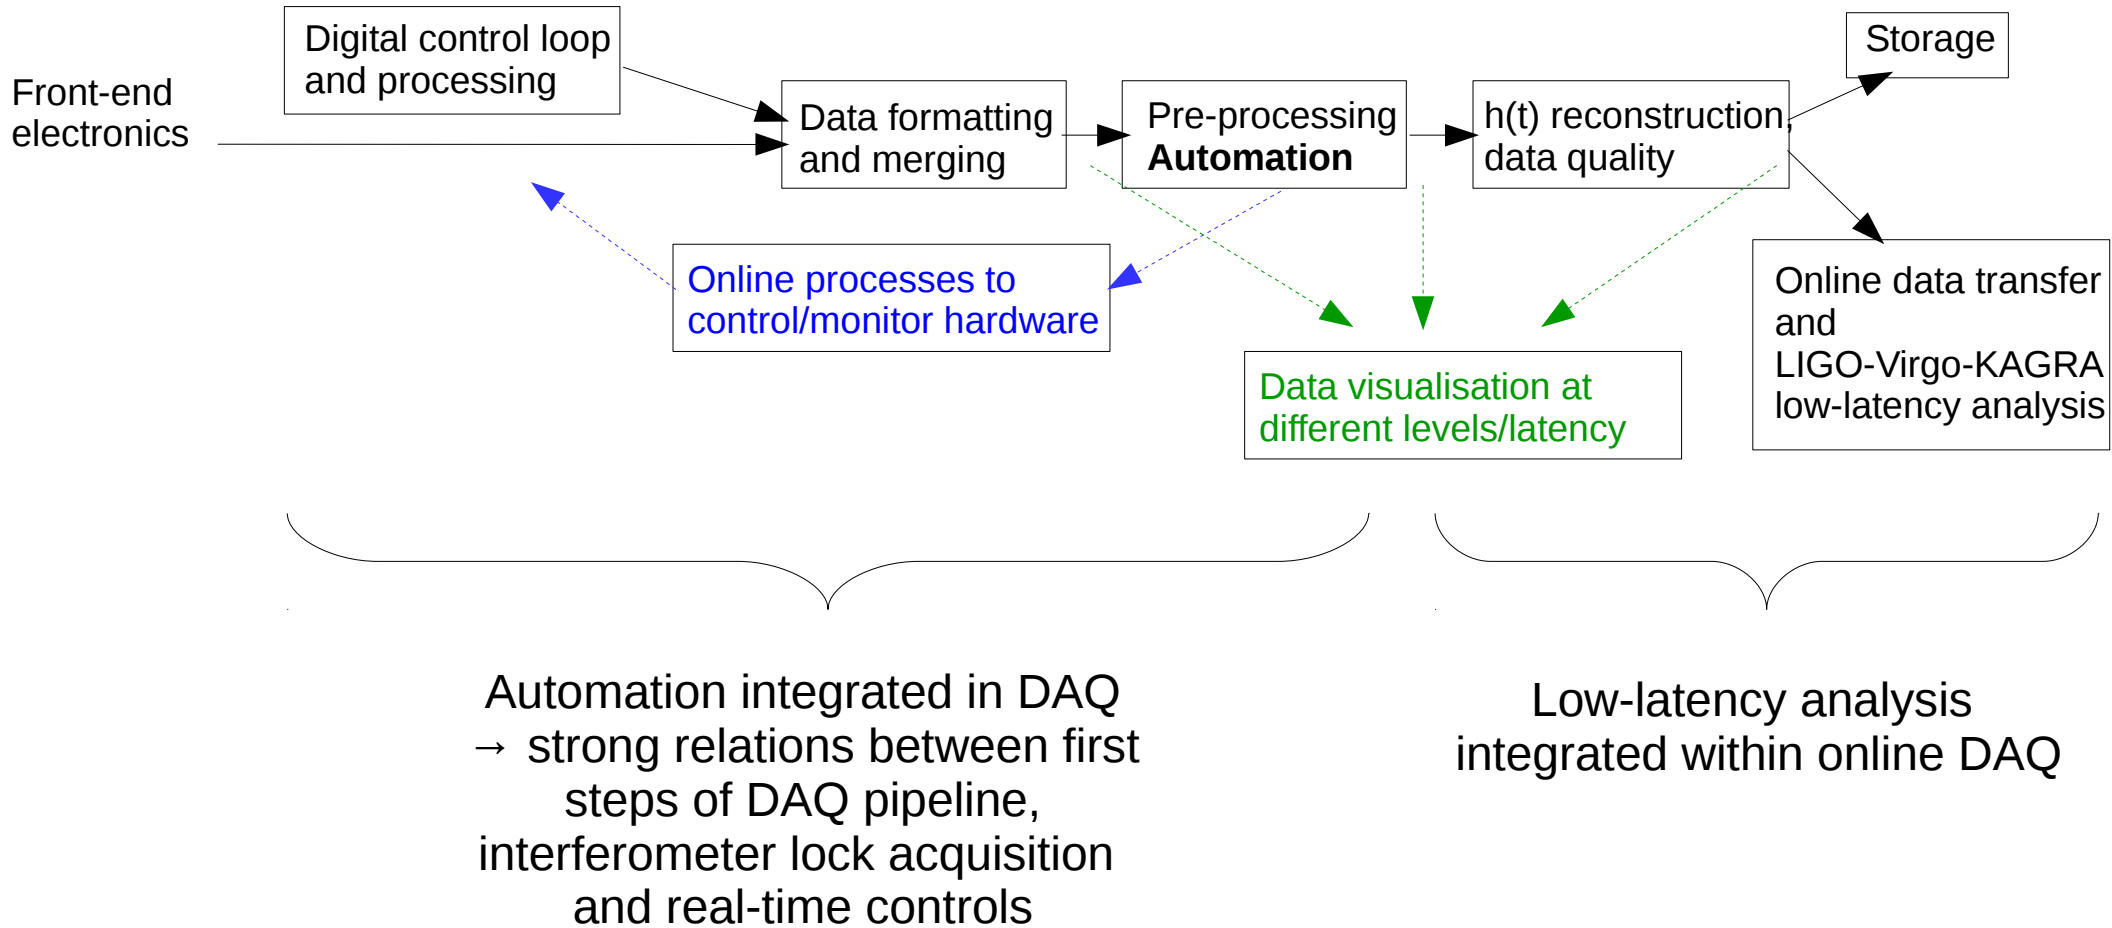 Front-end
electronics
Digital control loop
and processing
Data formatting
and merging
Pre-processing
Automation
h(t) reconstruction,
data quality
Storage
Online processes to
control/monitor hardware
Data visualisation at
different levels/latency
Online data transfer
and
LIGO-Virgo-KAGRA
low-latency analysis
Automation integrated in DAQ
→ strong relations between first
steps of DAQ pipeline,
interferometer lock acquisition
and real-time controls
Low-latency analysis
integrated within online DAQ